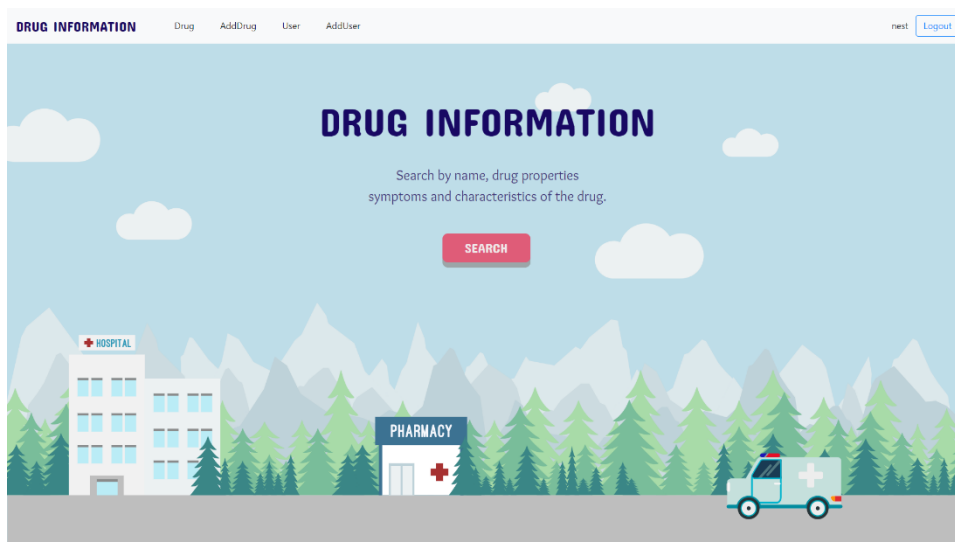 DRUG INFORMATION Drug AddDrug User AddUser nest Logout
DRUG INFORMATION
Search by name, drug properties
symptoms and characteristics of the drug.
SEARCH
HOSPITAL
PHARMACY